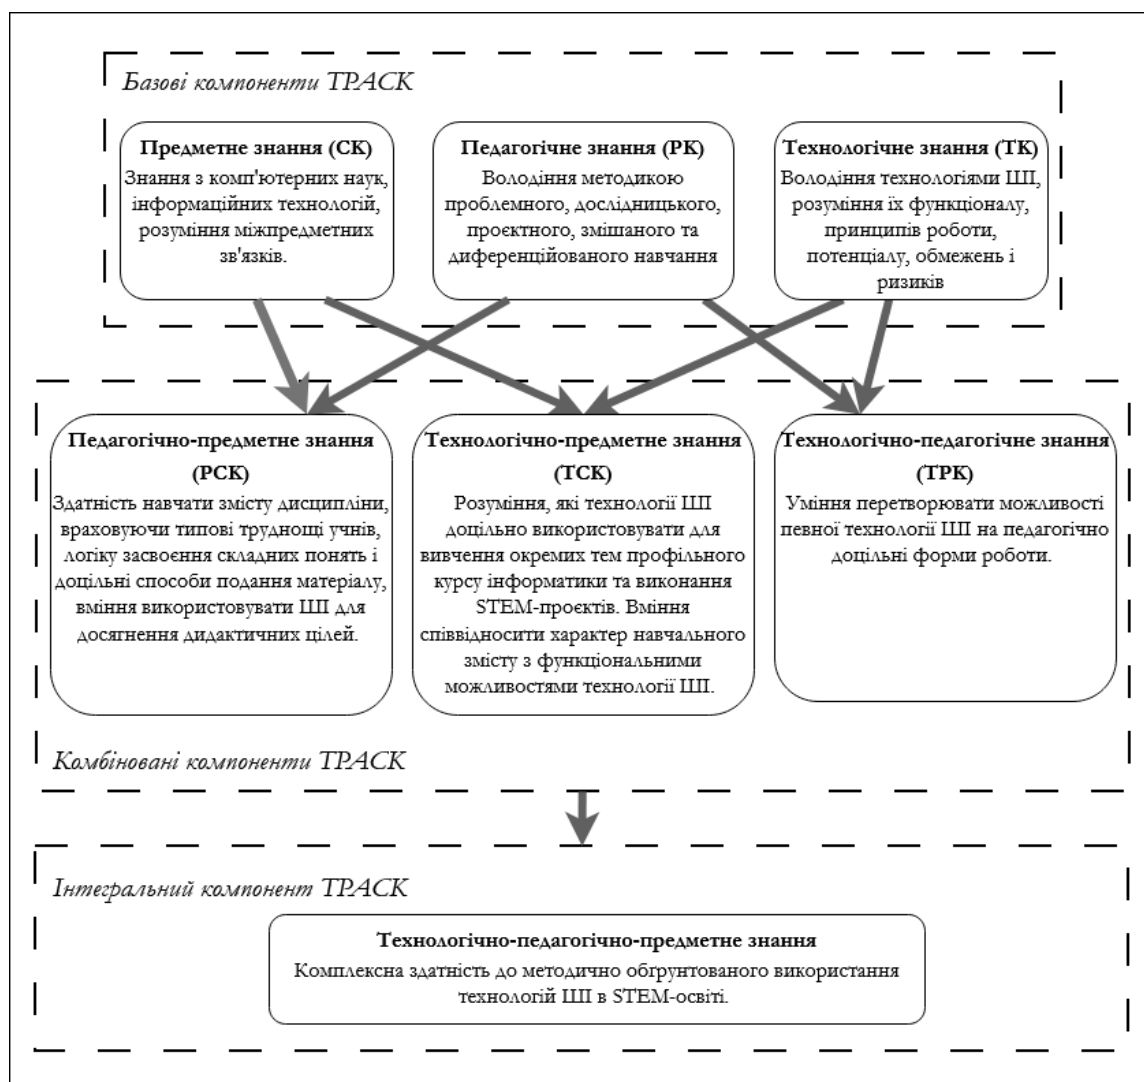 Базові компоненти TPACK
Предметне знання (CK)
Знання з комп'ютерних наук,
інформаційних технологій,
розуміння міжпредметних
зв'язків.
Педагогічне знання (PK)
Володіння методикою
проблемного, дослідницького,
проєктного, змішаного та
диференційованого навчання
Технологічне знання (TK)
Володіння технологіями ШІ,
розуміння їх функціоналу,
принципів роботи,
потенціалу, обмежень і
ризиків
Педагогічно-предметне знання
(PCK)
Здатність навчати змісту дисципліни,
враховуючи типові труднощі учнів,
логіку засвоєння складних понять і
доцільні способи подання матеріалу,
вміння використовувати ШІ для
досягнення дидактичних цілей.
Технологічно-предметне знання
(TCK)
Розуміння, які технології ШІ
доцільно використовувати для
вивчення окремих тем профільного
курсу інформатики та виконання
STEM-проєктів. Вміння
співвідносити характер навчального
змісту з функціональними
можливостями технології ШІ.
Технологічно-педагогічне знання
(TPK)
Уміння перетворювати можливості
певної технології ШІ на педагогічно
доцільні форми роботи.
Комбіновані компоненти TPACK
Інтегральний компонент TPACK
Технологічно-педагогічно-предметне знання
Комплексна здатність до методично обґрунтованого використання
технологій ШІ в STEM-освіті.